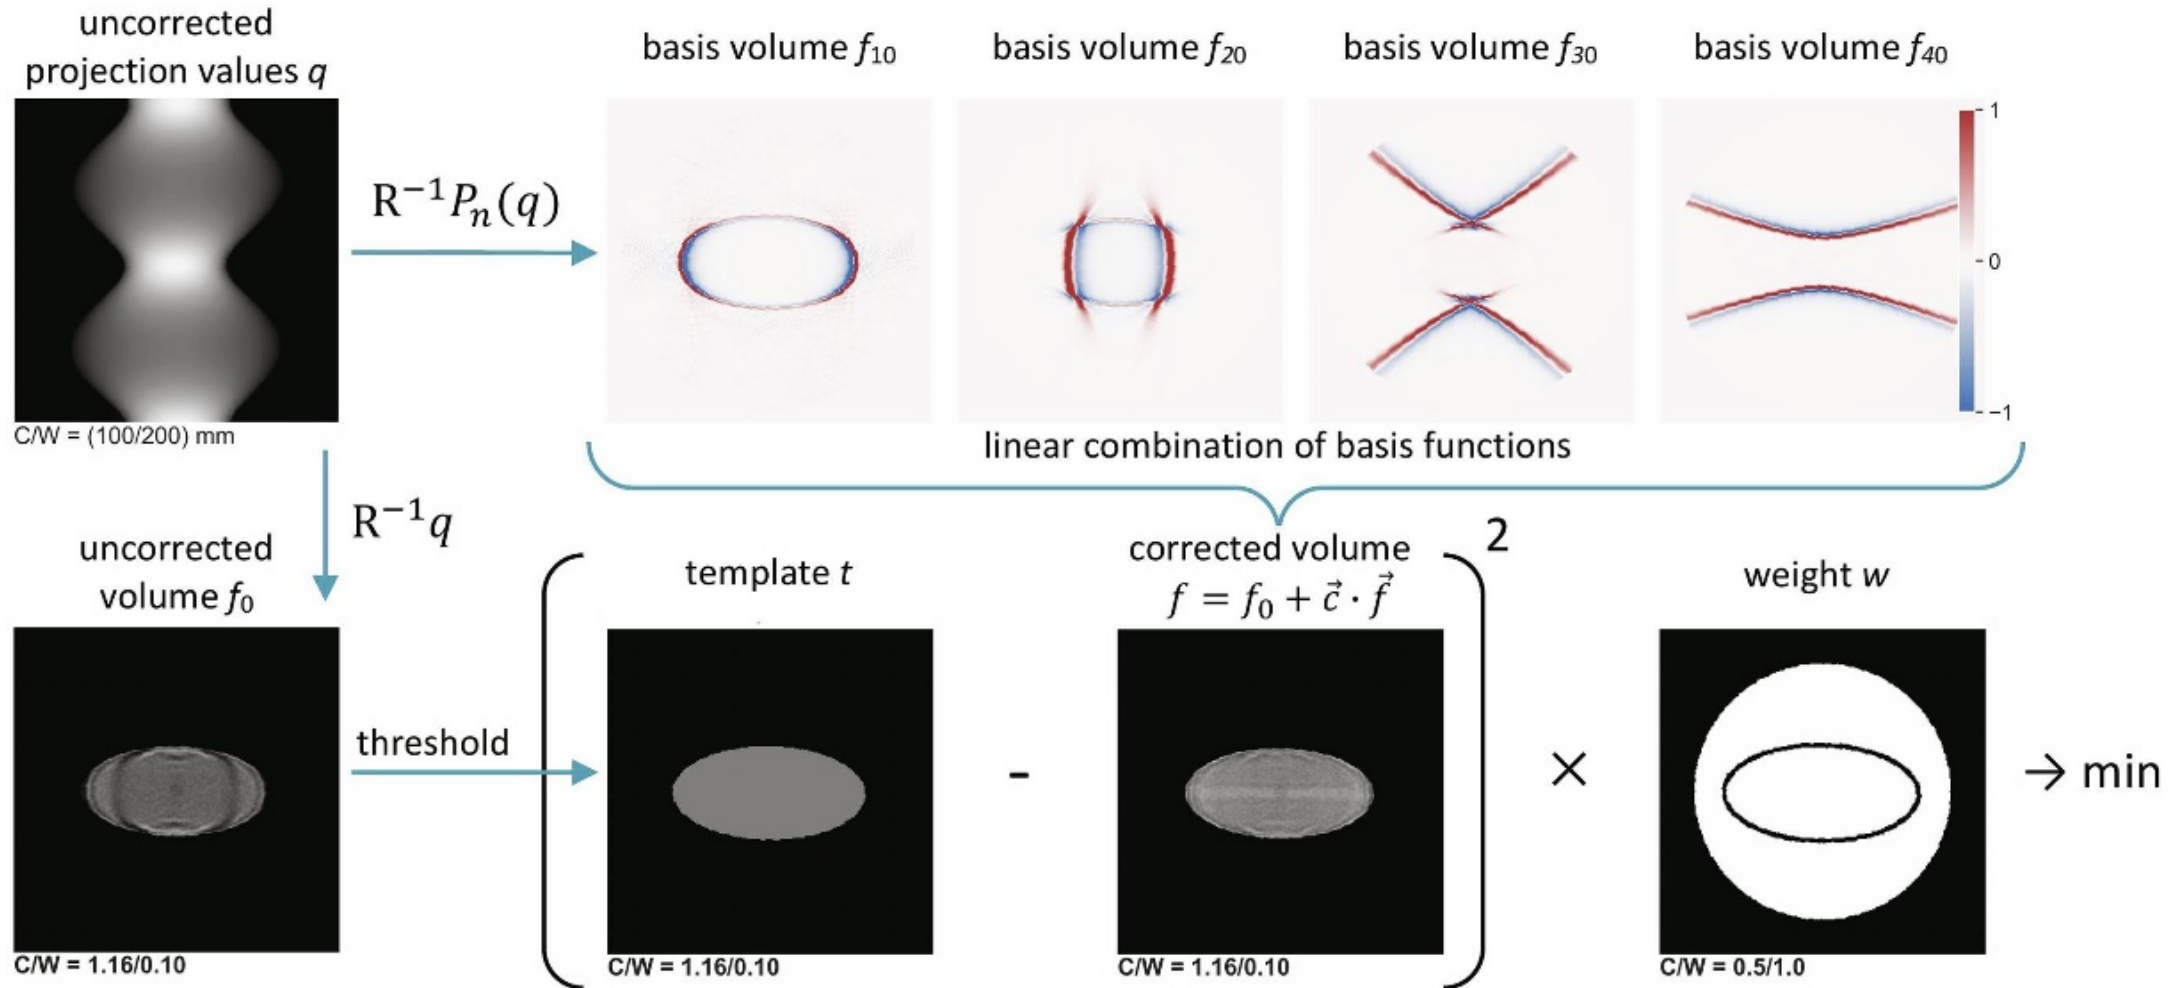 uncorrected
projection values q
C/W = (100/200) mm
R⁻¹Pₙ(q)
basis volume f₁₀
basis volume f₂₀
basis volume f₃₀
basis volume f₄₀
1
0
−1
linear combination of basis functions
R⁻¹q
uncorrected
volume f₀
C/W = 1.16/0.10
threshold
template t
C/W = 1.16/0.10
-
corrected volume
f = f₀ + c⃗ · f⃗
2
C/W = 1.16/0.10
×
weight w
C/W = 0.5/1.0
→ min